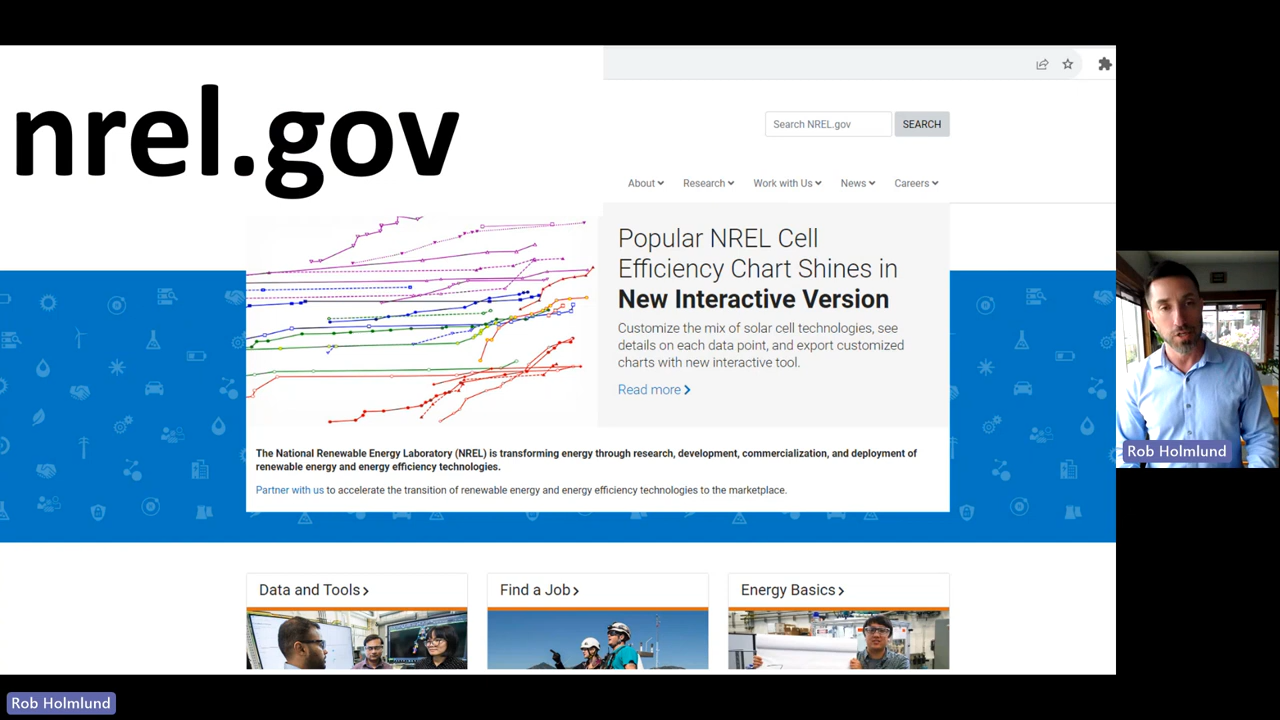 nrel.gov
Search NREL.gov
SEARCH
About
Research
Work with Us
News
Careers
Popular NREL Cell
Efficiency Chart Shines in
New Interactive Version
Customize the mix of solar cell technologies, see
details on each data point, and export customized
charts with new interactive tool.
Read more
The National Renewable Energy Laboratory (NREL) is transforming energy through research, development, commercialization, and deployment of
renewable energy and energy efficiency technologies.
Partner with us to accelerate the transition of renewable energy and energy efficiency technologies to the marketplace.
Data and Tools
Find a Job
Energy Basics
Rob Holmlund
Rob Holmlund